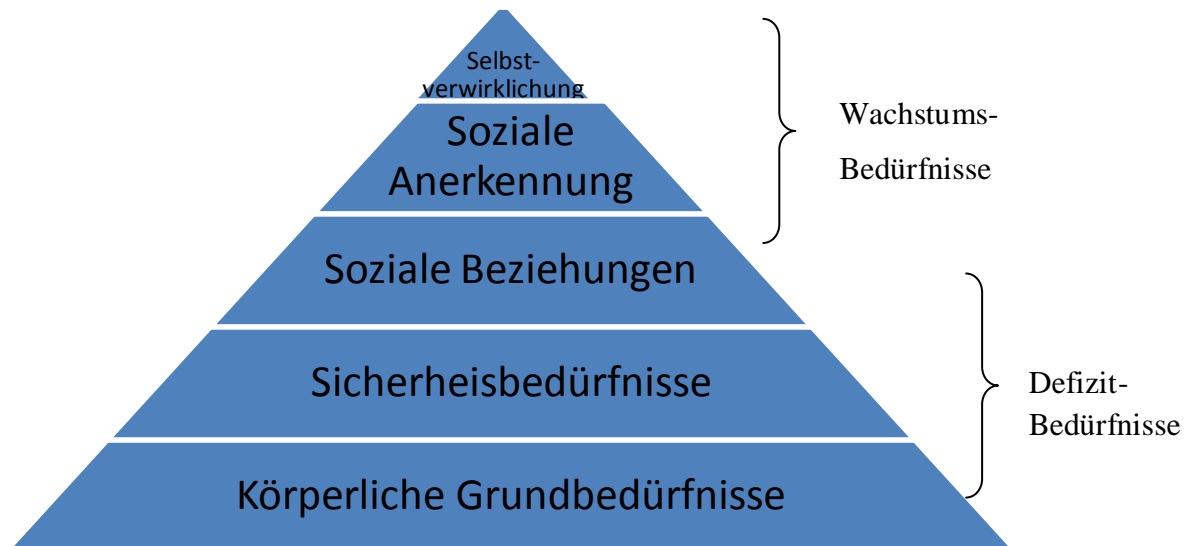 Selbst-
verwirklichung
Soziale
Anerkennung
Soziale Beziehungen
Sicherheisbedürfnisse
Körperliche Grundbedürfnisse
Wachstums-
Bedürfnisse
Defizit-
Bedürfnisse